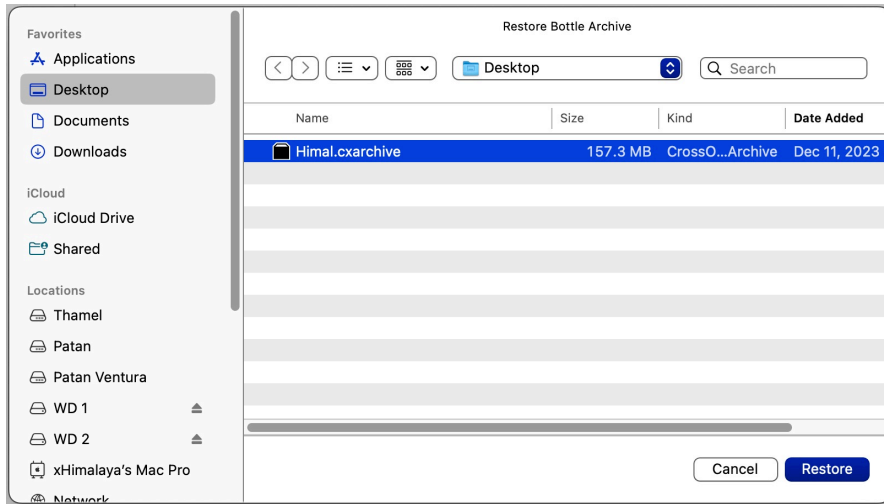 Restore Bottle Archive
Favorites
Applications
Desktop
Documents
Downloads
iCloud
iCloud Drive
Shared
Locations
Thamel
Patan
Patan Ventura
WD 1
WD 2
xHimalaya's Mac Pro
Network
Desktop
Search
Name Size Kind Date Added
Himal.cxarchive 157.3 MB CrossO...Archive Dec 11, 2023
Cancel Restore